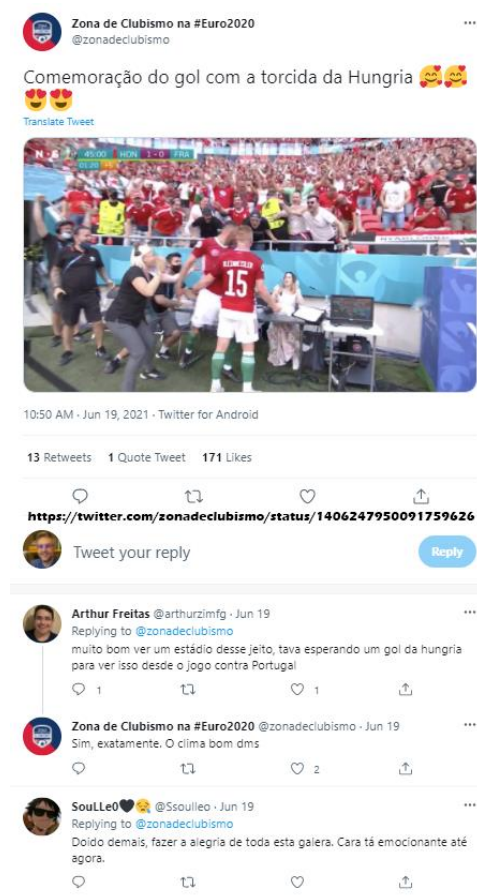 Zona de Clubismo na #Euro2020
@zonadeclubismo
Comemoração do gol com a torcida da Hungria 🥰🥰
😍😍
Translate Tweet
45:00 HON 1-0 FRA
15
10:50 AM · Jun 19, 2021 · Twitter for Android
13 Retweets 1 Quote Tweet 171 Likes
https://twitter.com/zonadeclubismo/status/1406247950091759626
Tweet your reply
Reply
Arthur Freitas @arthurzimfg · Jun 19
Replying to @zonadeclubismo
muito bom ver um estádio desse jeito, tava esperando um gol da hungria
para ver isso desde o jogo contra Portugal
1 1
Zona de Clubismo na #Euro2020 @zonadeclubismo · Jun 19
Sim, exatamente. O clima bom dms
2
SouLLe0🖤😪 @Ssoulleo · Jun 19
Replying to @zonadeclubismo
Doido demais, fazer a alegria de toda esta galera. Cara tá emocionante até
agora.